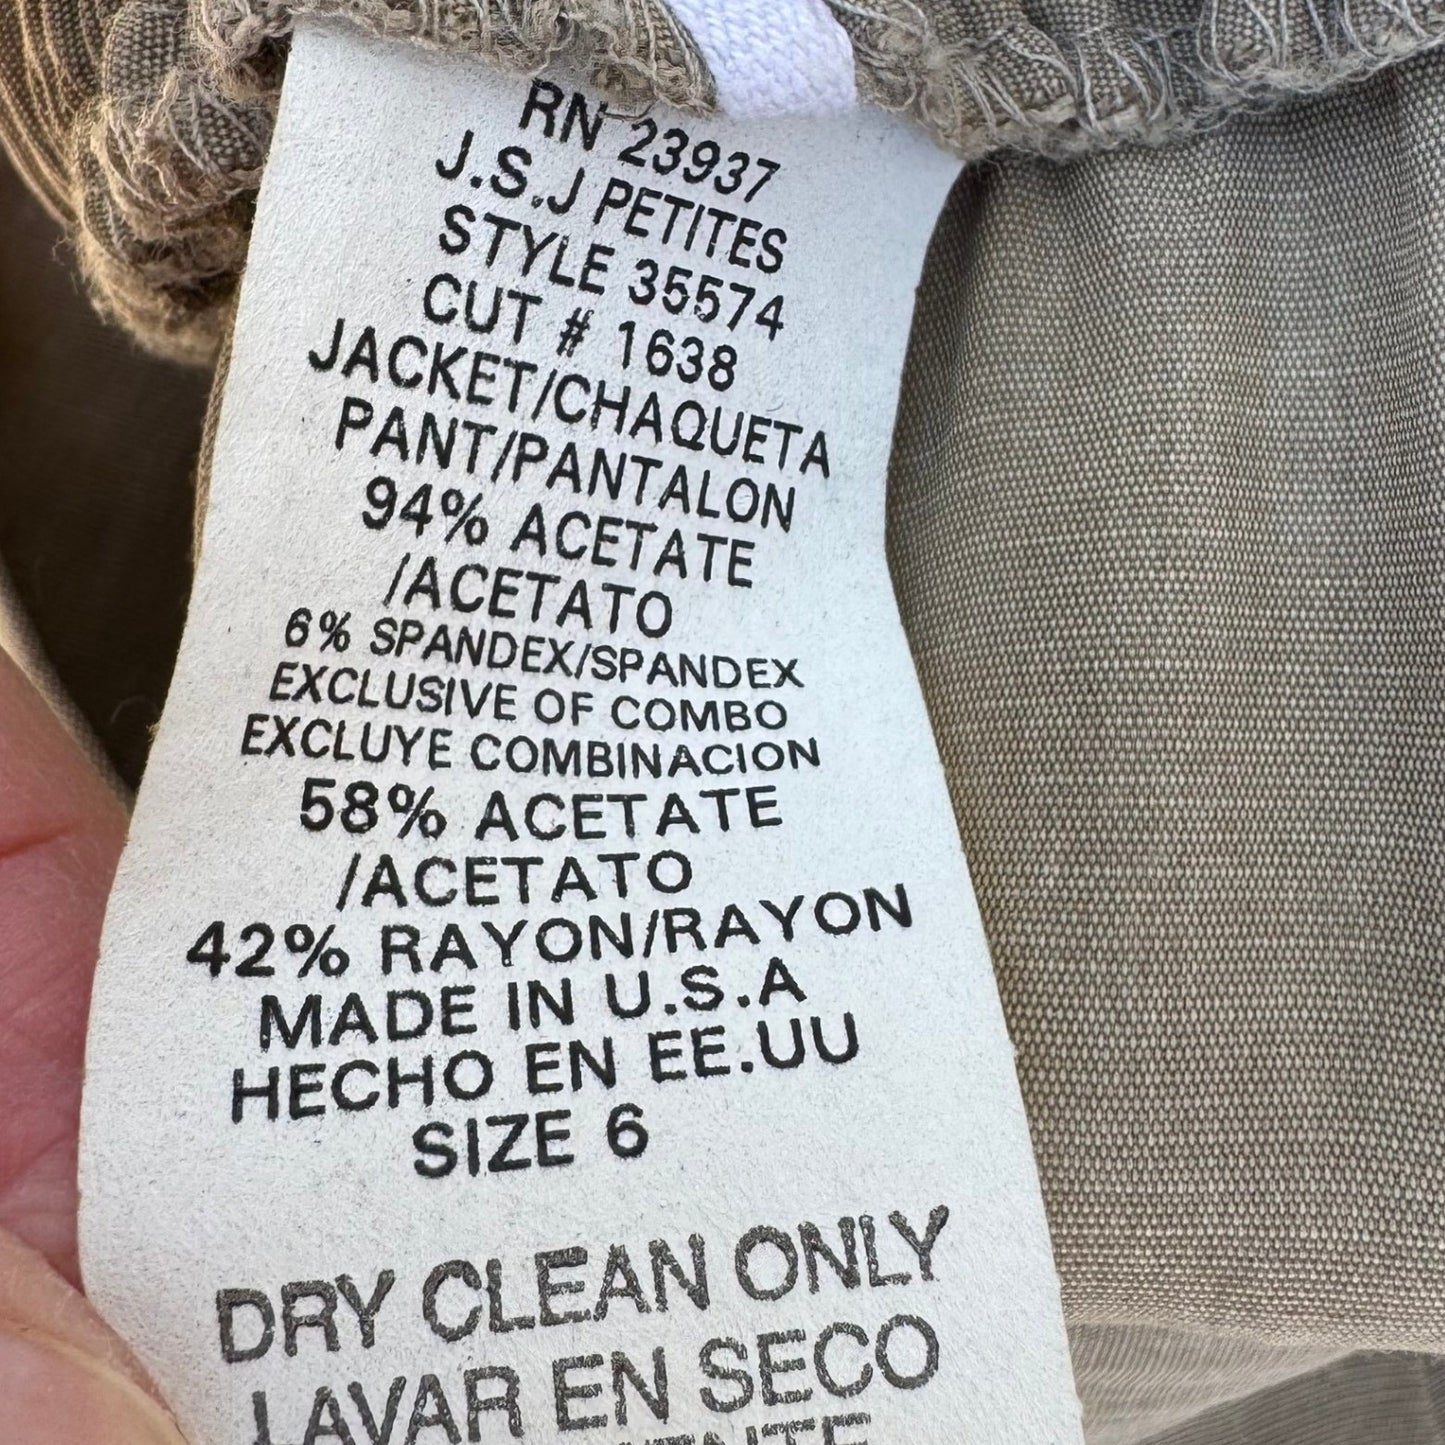 RN 23937
J.S.J PETITES
STYLE 35574
CUT # 1638
JACKET/CHAQUETA
PANT/PANTALON
94% ACETATE
/ACETATO
6% SPANDEX/SPANDEX
EXCLUSIVE OF COMBO
EXCLUYE COMBINACION
58% ACETATE
/ACETATO
42% RAYON/RAYON
MADE IN U.S.A
HECHO EN EE.UU
SIZE 6
DRY CLEAN ONLY
LAVAR EN SECO